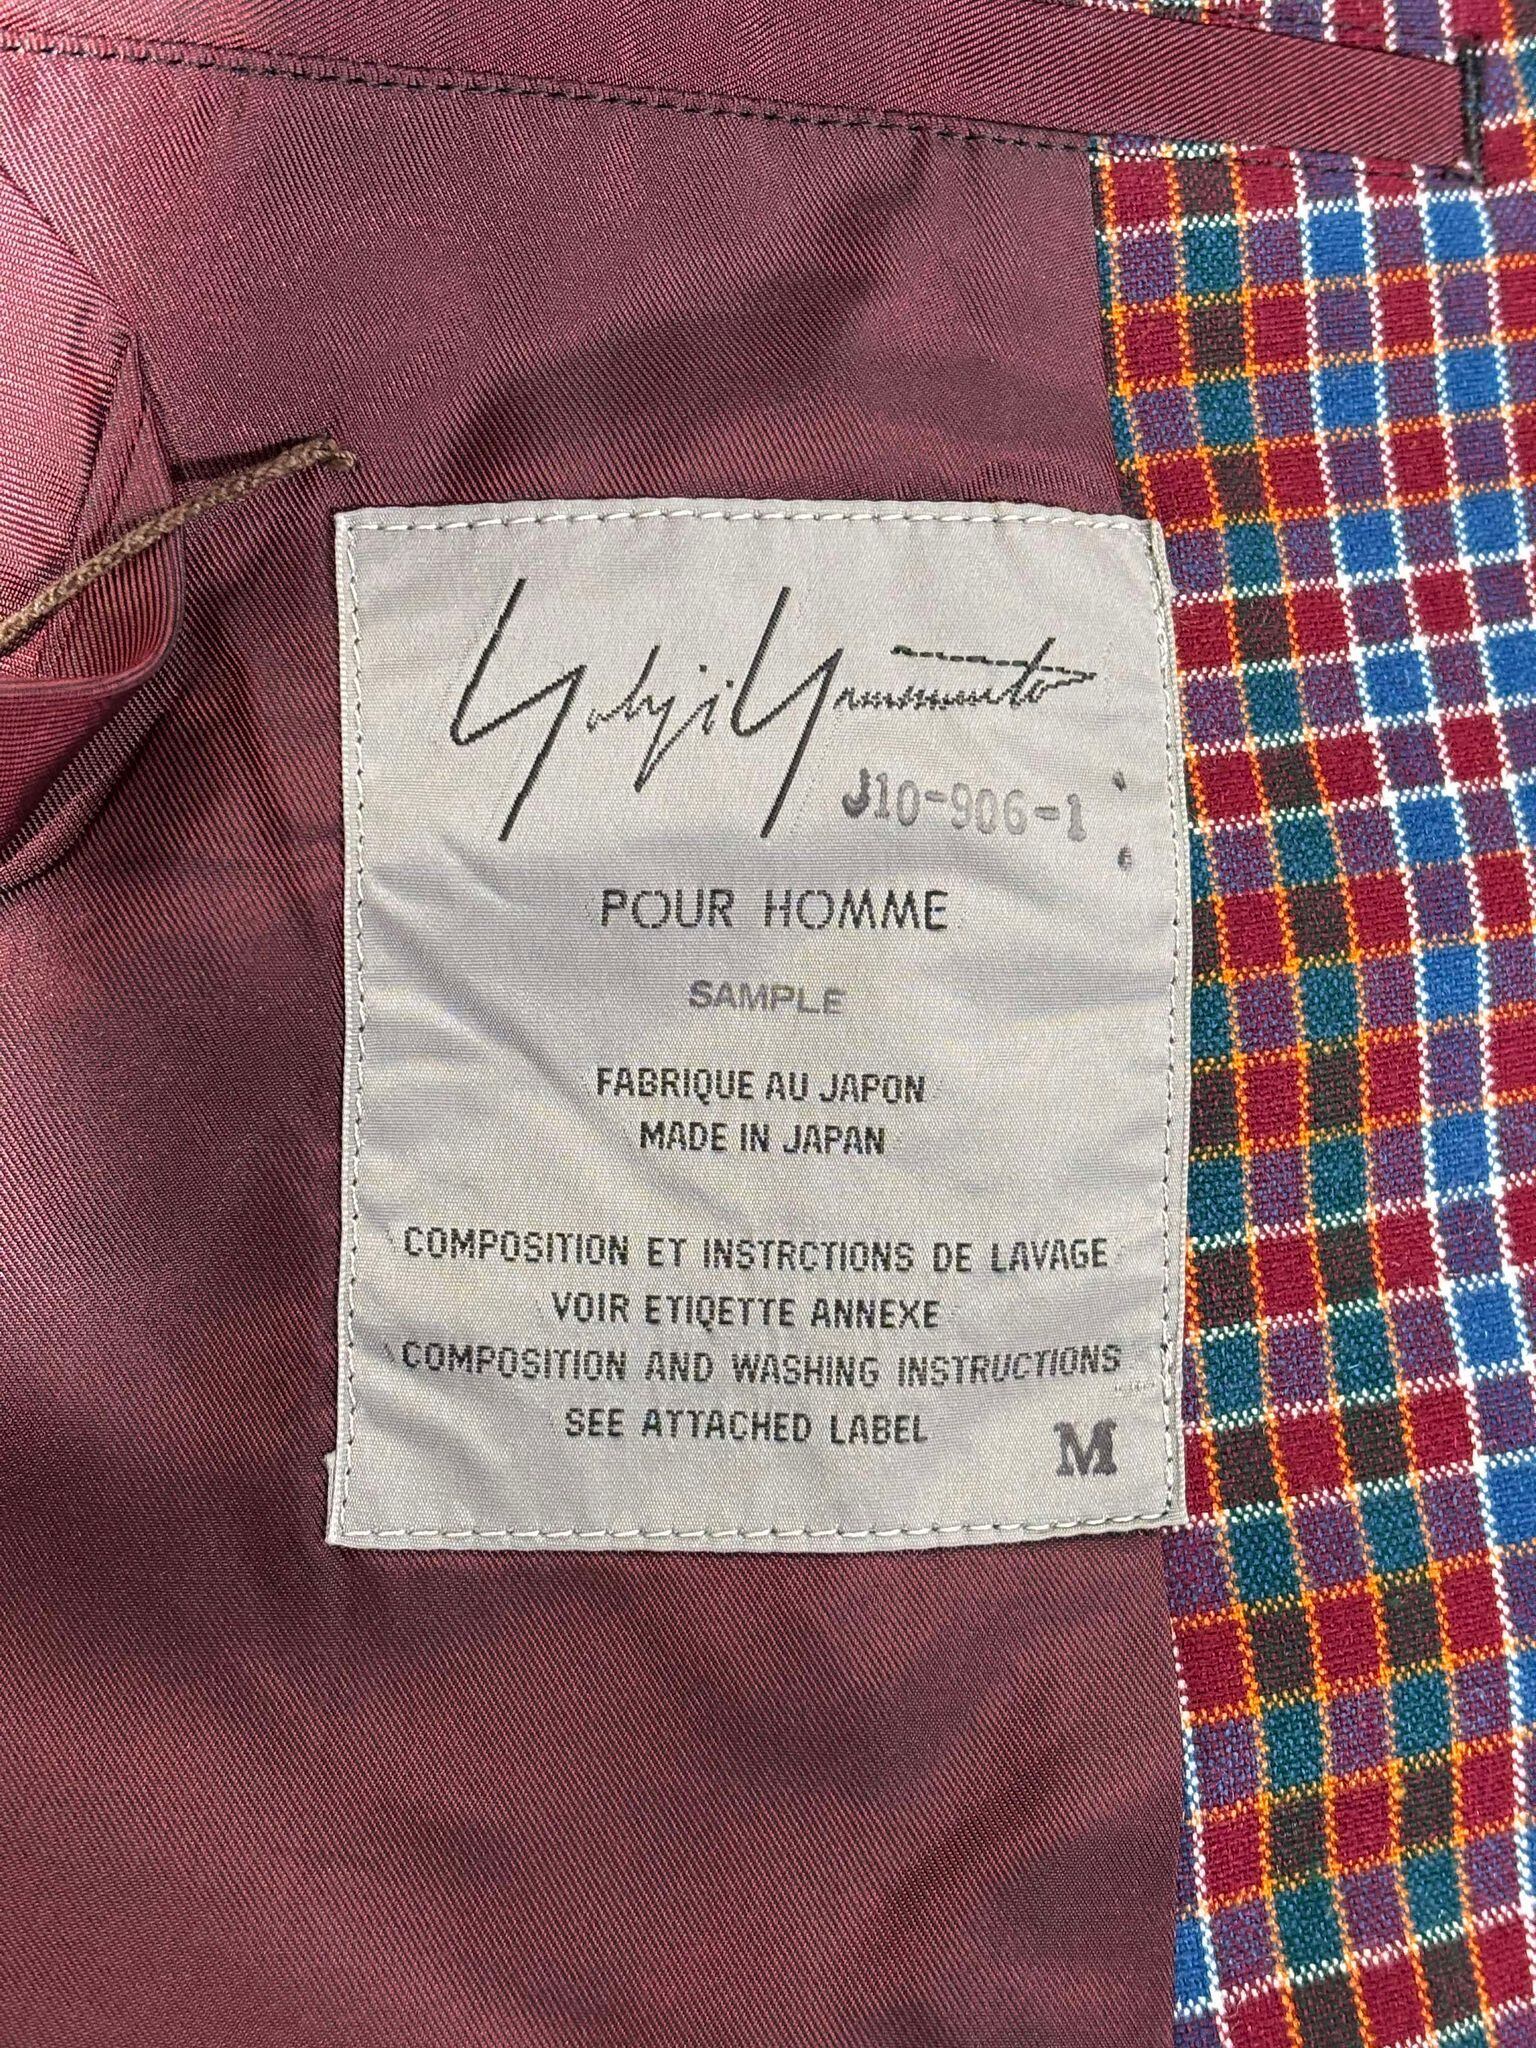 Yohji Yamamoto
J10-906-1
POUR HOMME
SAMPLE
FABRIQUE AU JAPON
MADE IN JAPAN
COMPOSITION ET INSTRCTIONS DE LAVAGE
VOIR ETIQETTE ANNEXE
COMPOSITION AND WASHING INSTRUCTIONS
SEE ATTACHED LABEL
M